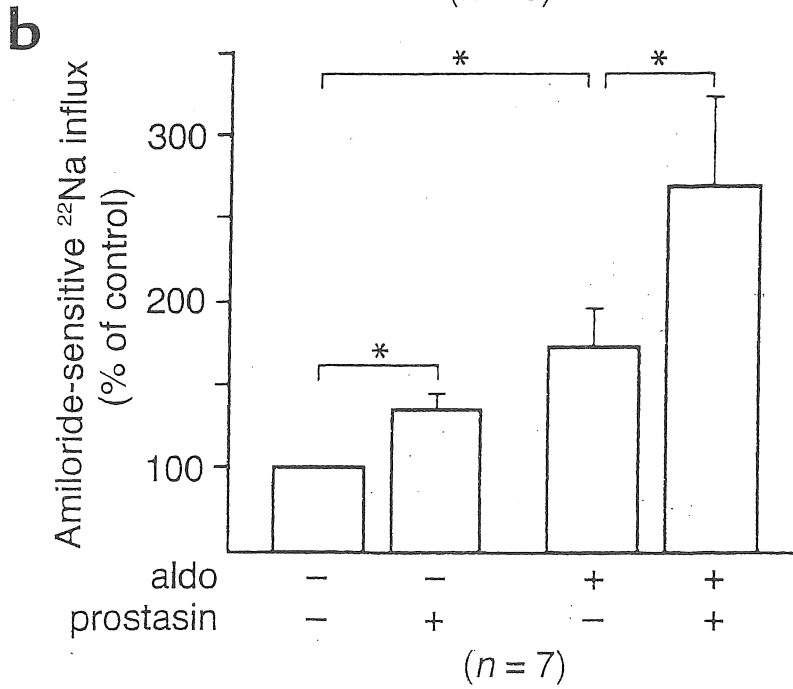 b
Amiloride-sensitive ²²Na influx
(% of control)
300
200
100
*
*
*
aldo − − + +
prostasin − + − +
(n = 7)